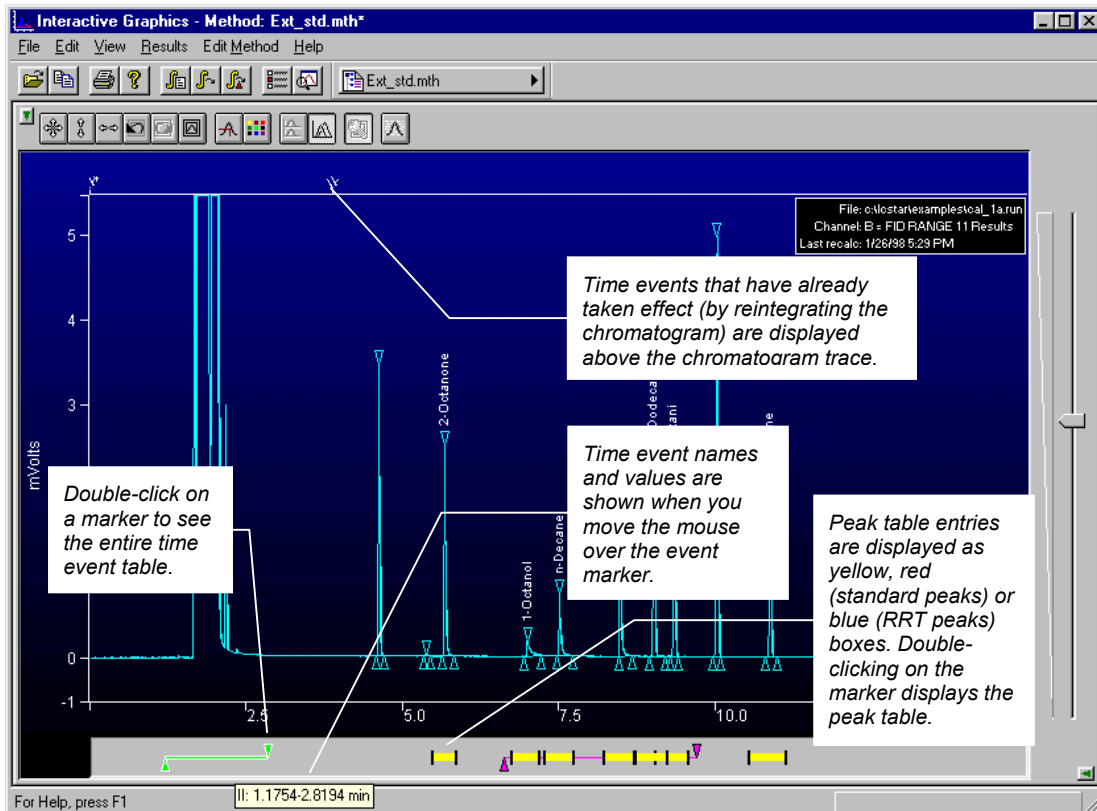 Interactive Graphics - Method: Ext_std.mth*
File Edit View Results Edit Method Help
Ext_std.mth
File: c:\lcstar\examples\cal_1a.run
Channel: B = FID RANGE 11 Results
Last recalc: 1/26/98 5:29 PM
Time events that have already
taken effect (by reintegrating the
chromatogram) are displayed
above the chromatogram trace.
5
4
3
0
-1
mVolts
2-Octanone
1-Octanol
n-Decane
Dodeca
Time event names
and values are
shown when you
move the mouse
over the event
marker.
Double-click on
a marker to see
the entire time
event table.
Peak table entries
are displayed as
yellow, red
(standard peaks) or
blue (RRT peaks)
boxes. Double-
clicking on the
marker displays the
peak table.
2.5 5.0 7.5 10.0
II: 1.1754-2.8194 min
For Help, press F1